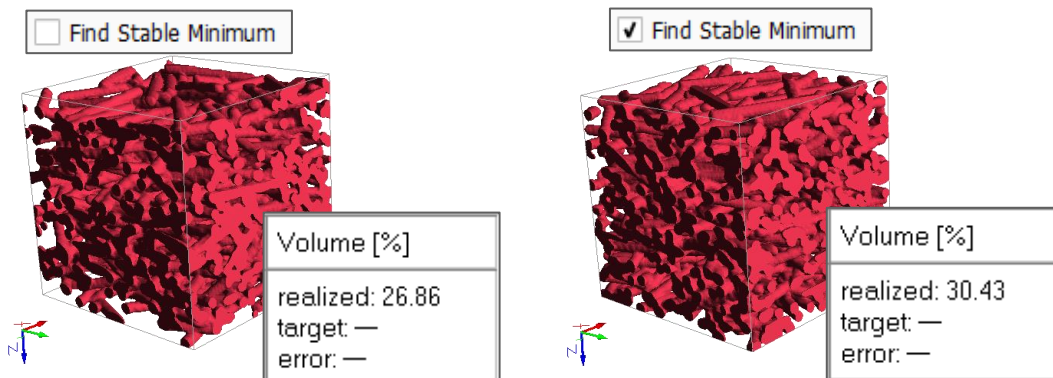 Find Stable Minimum
Volume [%]
realized: 26.86
target: —
error: —
Z
Find Stable Minimum
Volume [%]
realized: 30.43
target: —
error: —
Z